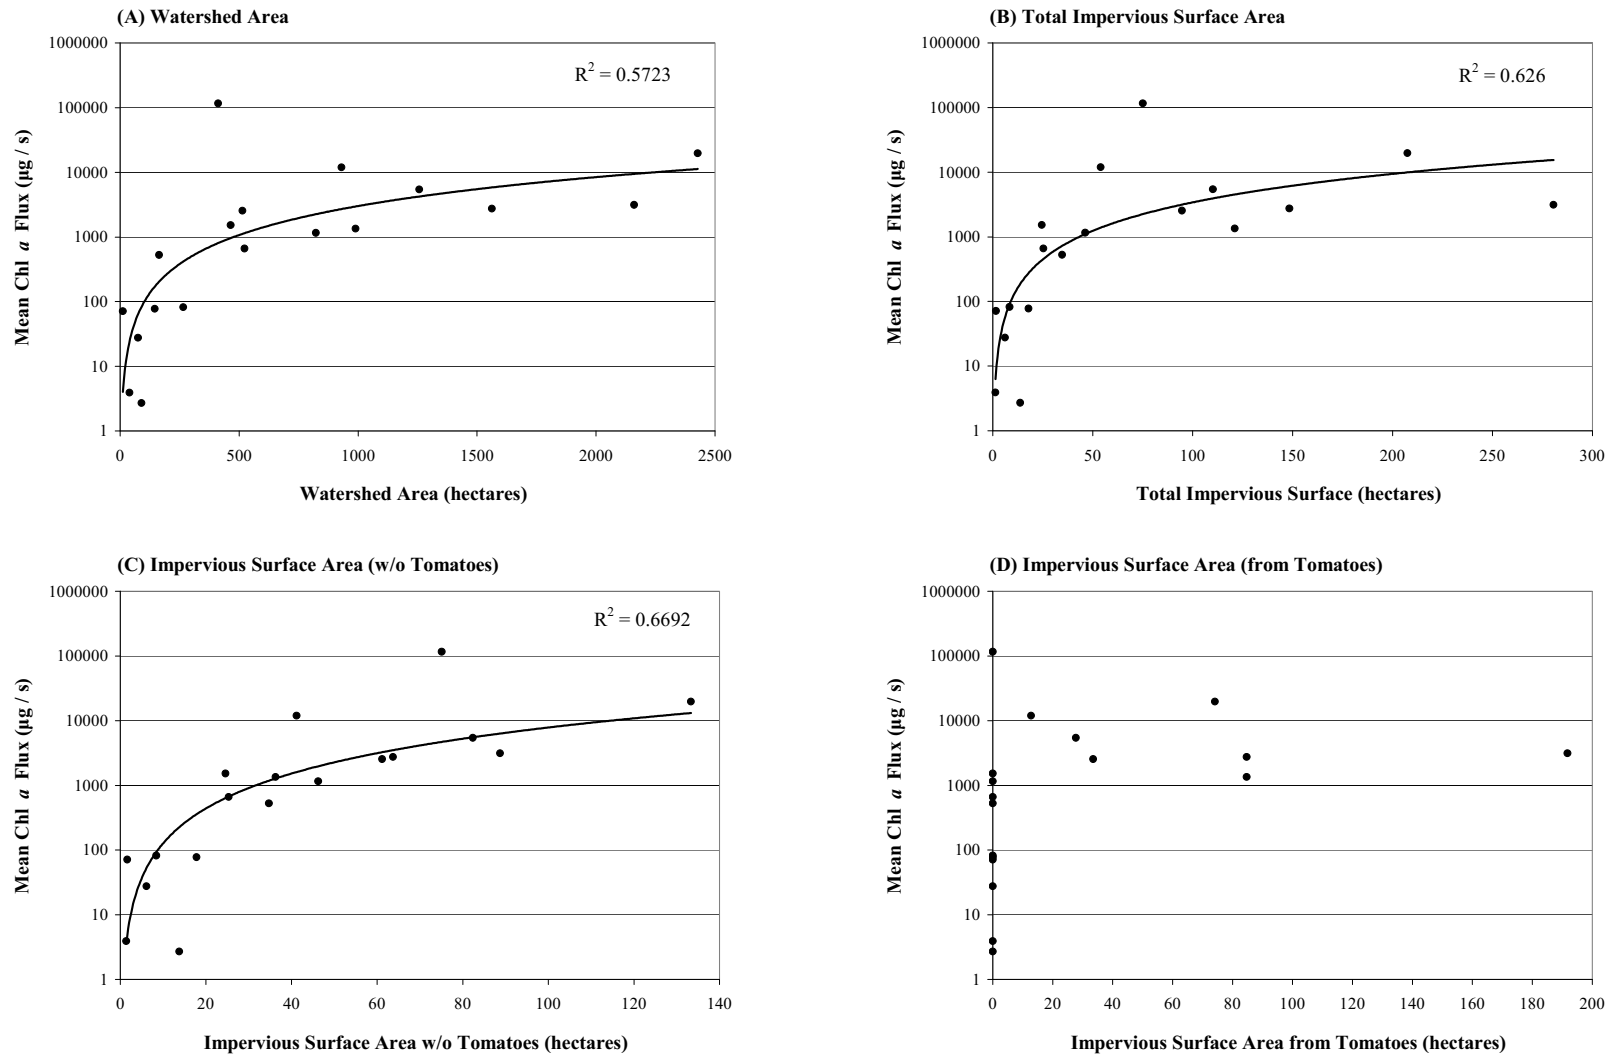 (A) Watershed Area
1000000
100000
10000
1000
100
10
1
R² = 0.5723
Mean Chl a Flux (µg / s)
0 500 1000 1500 2000 2500
Watershed Area (hectares)
(B) Total Impervious Surface Area
1000000
100000
10000
1000
100
10
1
R² = 0.626
Mean Chl a Flux (µg / s)
0 50 100 150 200 250 300
Total Impervious Surface (hectares)
(C) Impervious Surface Area (w/o Tomatoes)
1000000
100000
10000
1000
100
10
1
R² = 0.6692
Mean Chl a Flux (µg / s)
0 20 40 60 80 100 120 140
Impervious Surface Area w/o Tomatoes (hectares)
(D) Impervious Surface Area (from Tomatoes)
1000000
100000
10000
1000
100
10
1
Mean Chl a Flux (µg / s)
0 20 40 60 80 100 120 140 160 180 200
Impervious Surface Area from Tomatoes (hectares)